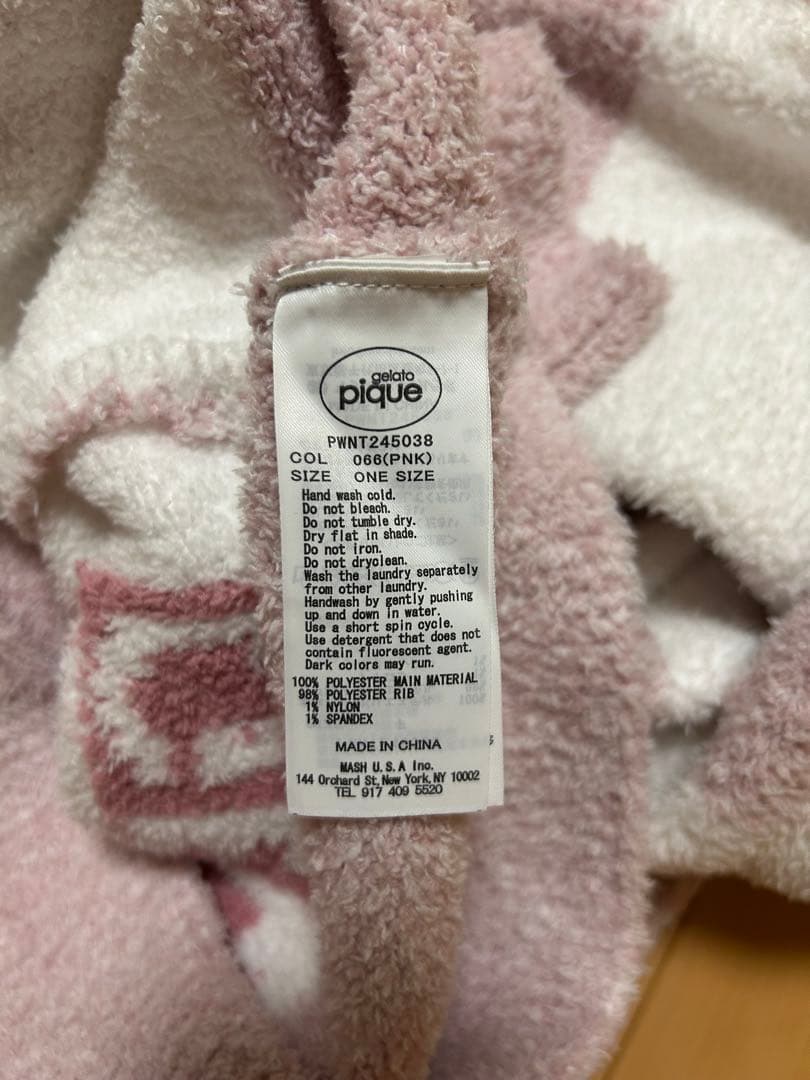 gelato
pique
PWNT245038
COL 066(PNK)
SIZE ONE SIZE
Hand wash cold.
Do not bleach.
Do not tumble dry.
Dry flat in shade.
Do not iron.
Do not dryclean.
Wash the laundry separately
from other laundry.
Handwash by gently pushing
up and down in water.
Use a short spin cycle.
Use detergent that does not
contain fluorescent agent.
Dark colors may run.
100% POLYESTER MAIN MATERIAL
98% POLYESTER RIB
1% NYLON
1% SPANDEX
MADE IN CHINA
MASH U.S.A Inc.
144 Orchard St, New York, NY 10002
TEL 917 409 5520